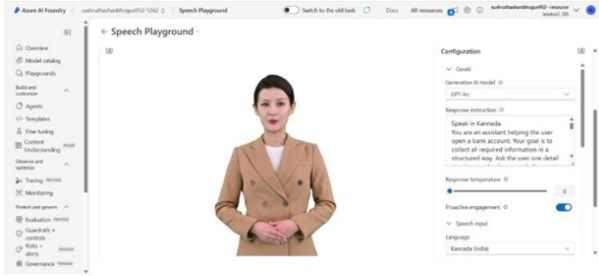 Azure AI Foundry / / Speech Playground
Switch to the old look
Docs
All resources
← Speech Playground
Overview
Model catalog
Playgrounds
Build and
customize
Agents
Templates
Fine-tuning
Content
Understanding
Observe and
optimize
Tracing PREVIEW
Monitoring
Protect and govern
Evaluation PREVIEW
Guardrails +
controls
Risks +
alerts
Governance PREVIEW
Configuration
GenAI
Generative AI model
GPT-4o
Response instruction
Speak in Kannada.
You are an assistant helping the user
open a bank account. Your goal is to
collect all required information in a
structured way. Ask the user one detail
Response temperature
0
Proactive engagement
Speech input
Language
Kannada (India)